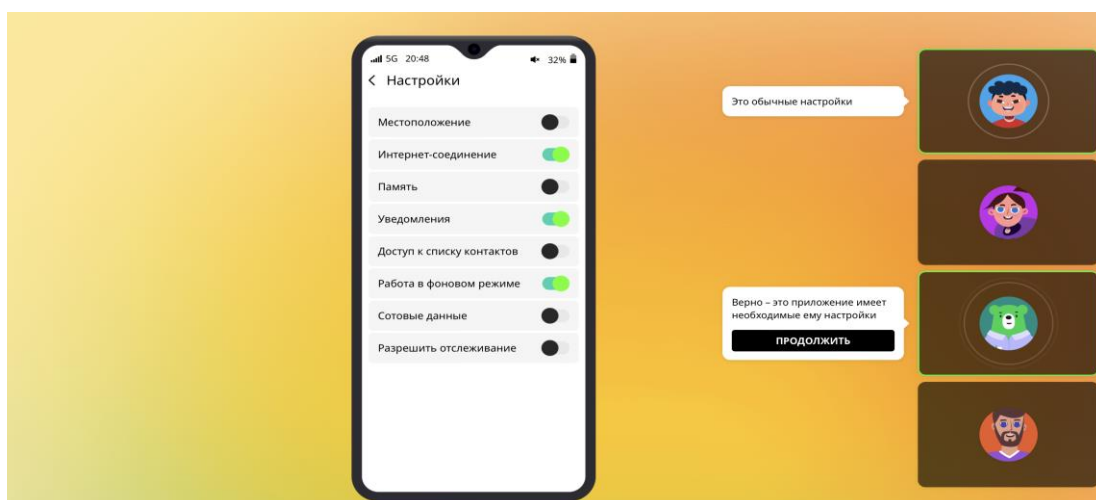 5G 20:48 32%
Настройки
Местоположение
Интернет-соединение
Память
Уведомления
Доступ к списку контактов
Работа в фоновом режиме
Сотовые данные
Разрешить отслеживание
Это обычные настройки
Верно – это приложение имеет
необходимые ему настройки
ПРОДОЛЖИТЬ